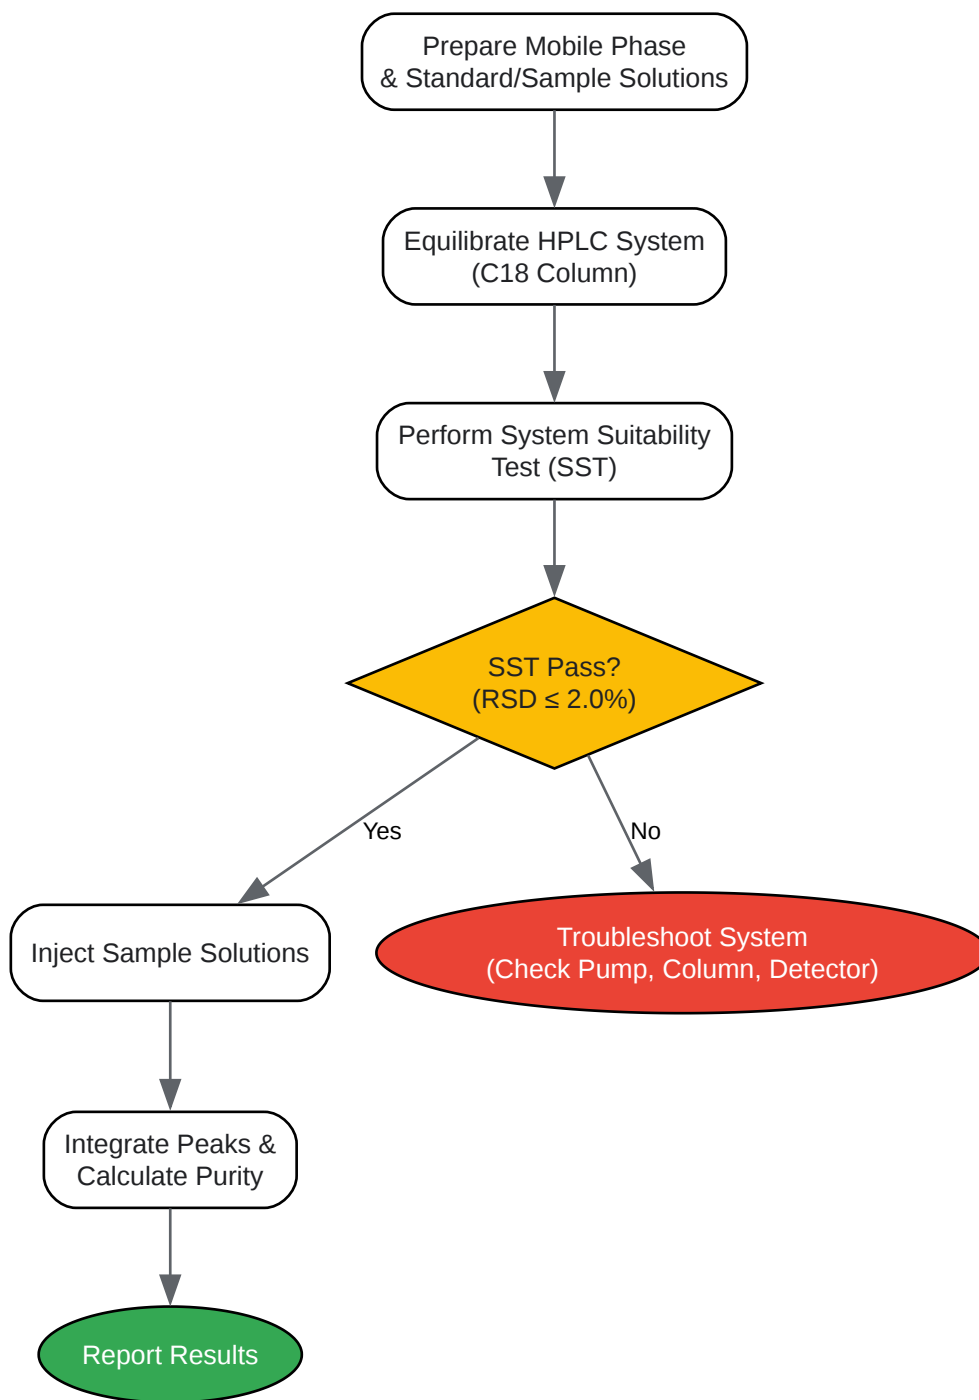 Prepare Mobile Phase
& Standard/Sample Solutions
Equilibrate HPLC System
(C18 Column)
Perform System Suitability
Test (SST)
SST Pass?
(RSD ≤ 2.0%)
Yes
No
Inject Sample Solutions
Troubleshoot System
(Check Pump, Column, Detector)
Integrate Peaks &
Calculate Purity
Report Results